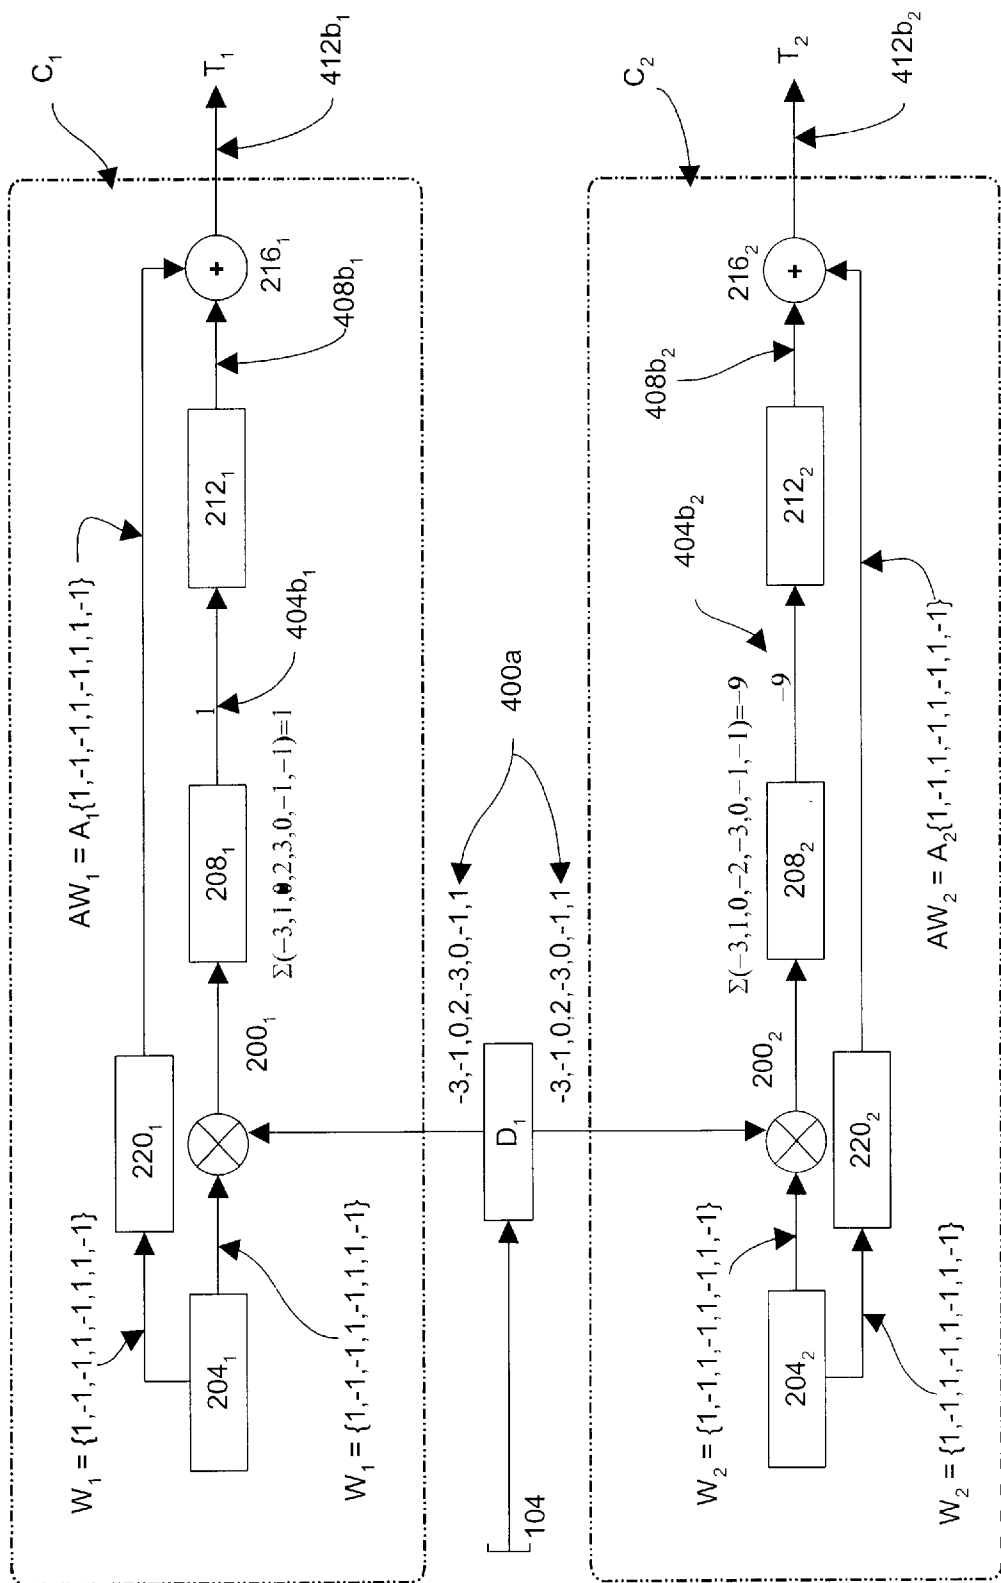 C₁
W₁ = {1,-1,-1,1,-1,1,1,-1}
AW₁ = A₁{1,-1,-1,1,-1,1,1,-1}
220₁
1
T₁
204₁
208₁
212₁
+
200₁
216₁
Σ(−3,1,0,2,3,0,−1,−1)=1
404b₁
408b₁
412b₁
W₁ = {1,-1,-1,1,-1,1,1,-1}
-3,-1,0,2,-3,0,-1,1
104
D₁
400a
-3,-1,0,2,-3,0,-1,1
C₂
W₂ = {1,-1,1,-1,1,-1,1,-1}
404b₂
408b₂
Σ(−3,1,0,−2,−3,0,−1,−1)=−9
200₂
216₂
−9
T₂
204₂
208₂
212₂
+
220₂
412b₂
W₂ = {1,-1,1,-1,1,-1,1,-1}
AW₂ = A₂{1,-1,1,-1,1,-1,1,-1}